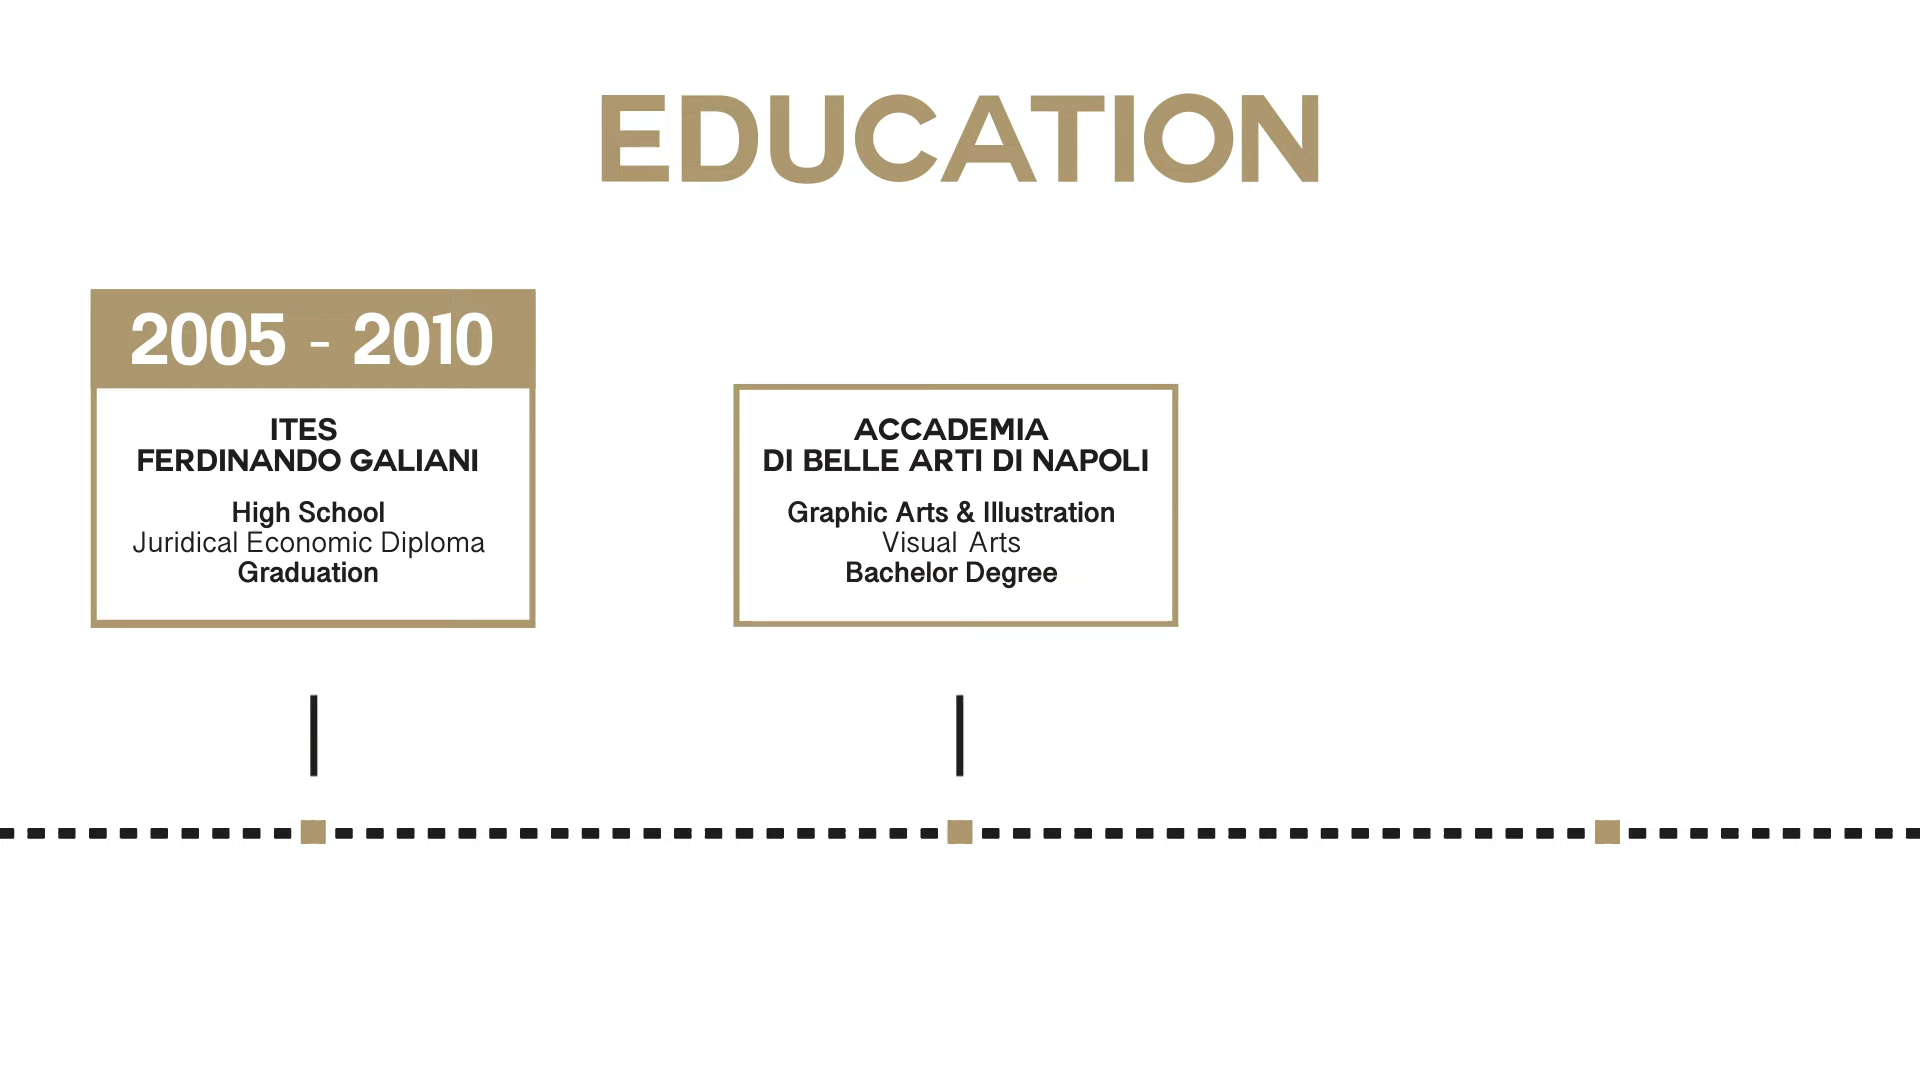 EDUCATION
2005 - 2010
ITES
FERDINANDO GALIANI
High School
Juridical Economic Diploma
Graduation
ACCADEMIA
DI BELLE ARTI DI NAPOLI
Graphic Arts & Illustration
Visual Arts
Bachelor Degree